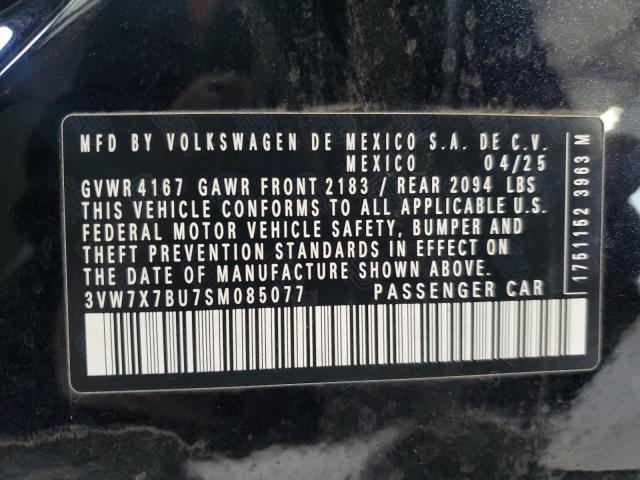 MFD BY VOLKSWAGEN DE MEXICO S.A. DE C.V.
MEXICO 04/25
GVWR 4167 GAWR FRONT 2183 / REAR 2094 LBS
THIS VEHICLE CONFORMS TO ALL APPLICABLE U.S.
FEDERAL MOTOR VEHICLE SAFETY, BUMPER AND
THEFT PREVENTION STANDARDS IN EFFECT ON
THE DATE OF MANUFACTURE SHOWN ABOVE.
3VW7X7BU7SM085077 PASSENGER CAR
1751152 3963 M